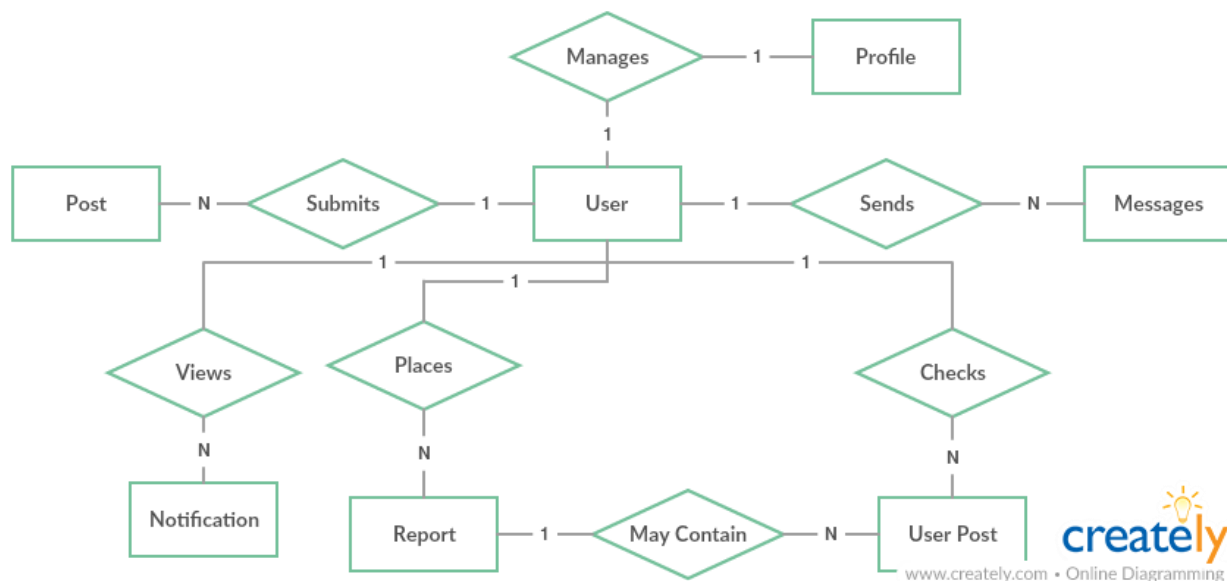 Manages
1
Profile
1
Post
N
Submits
1
User
1
Sends
N
Messages
1
1
1
Views
Places
Checks
N
N
N
Notification
Report
1
May Contain
N
User Post
creately
www.creately.com • Online Diagramming